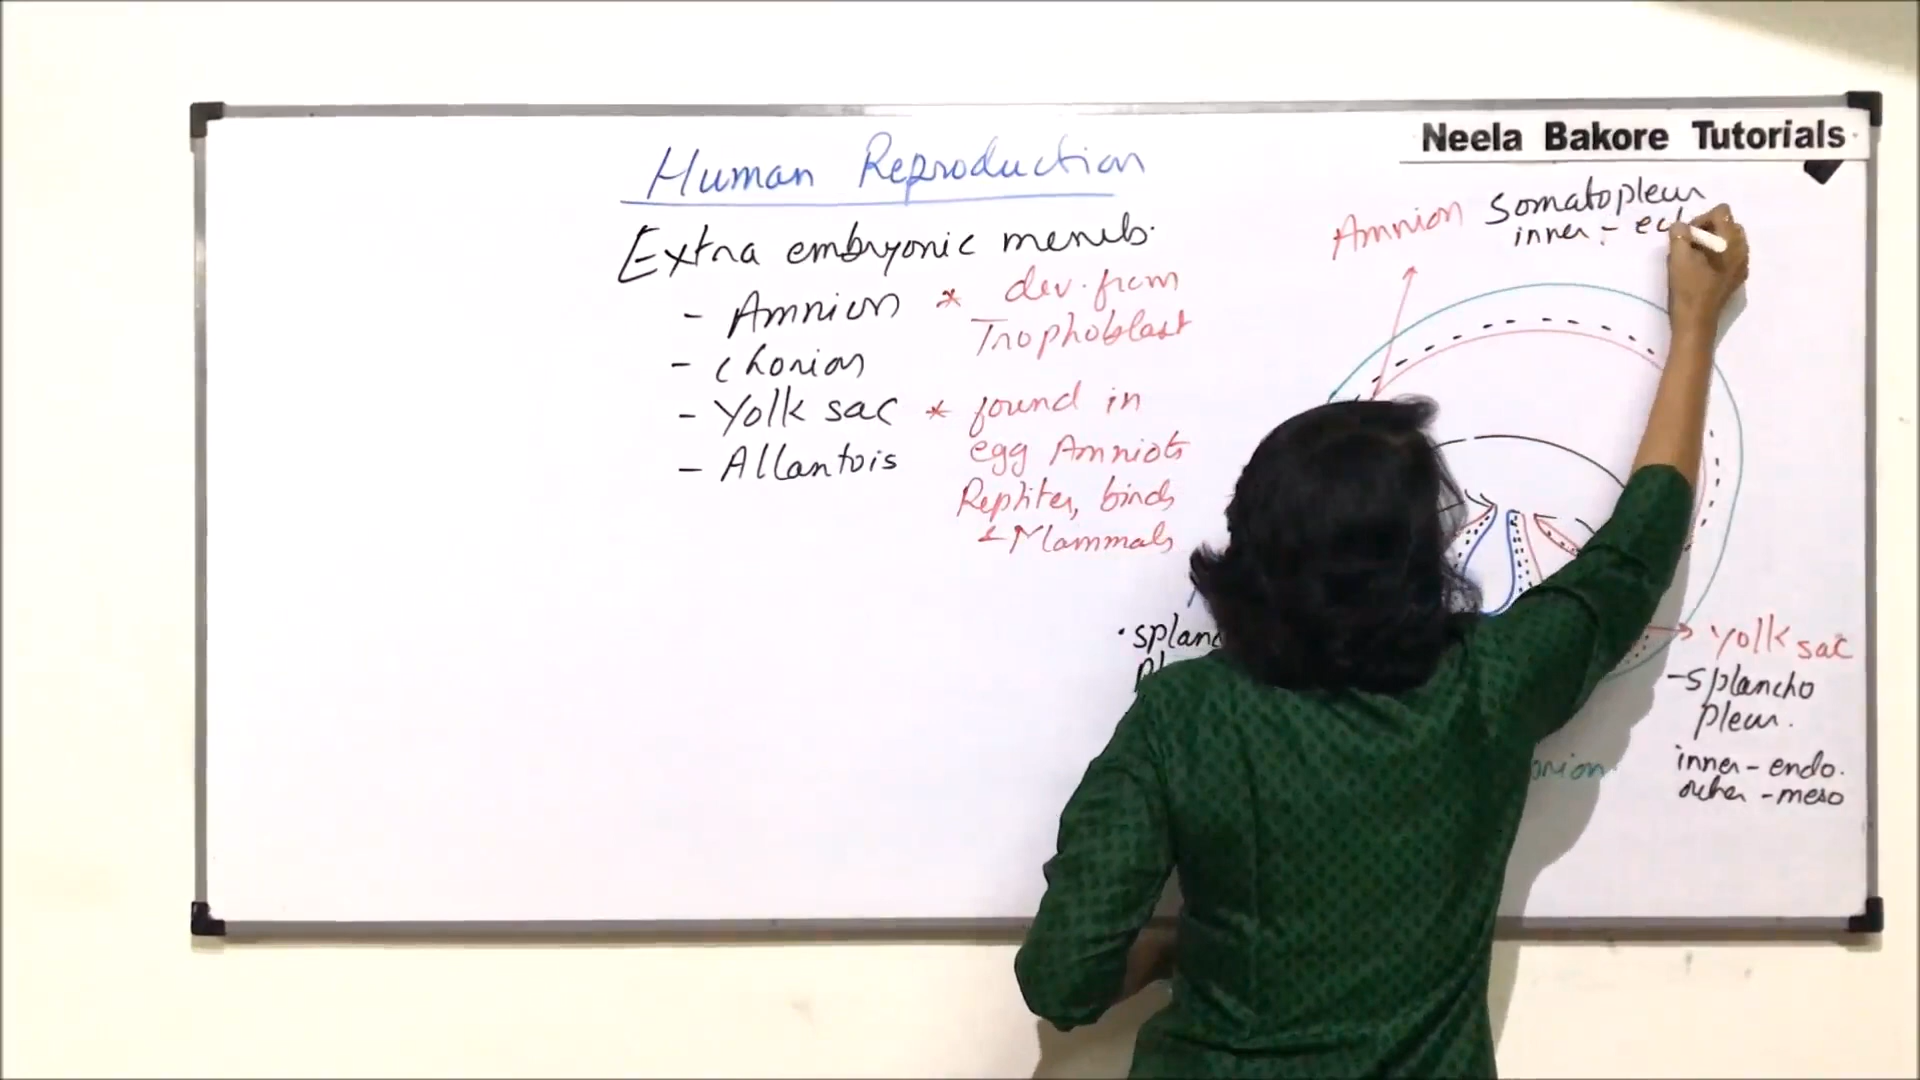 Neela Bakore Tutorials
Human Reproduction
Extra embryonic memb.
- Amnion
- Chorion
- Yolk sac
- Allantois
* dev. from
Trophoblast
* found in
egg Amniots
Reptiles, birds
& Mammals
Amnion
Somatopleur
inner - ec
Yolk sac
- Splancho
pleur.
inner - endo.
outer - meso
. splanc